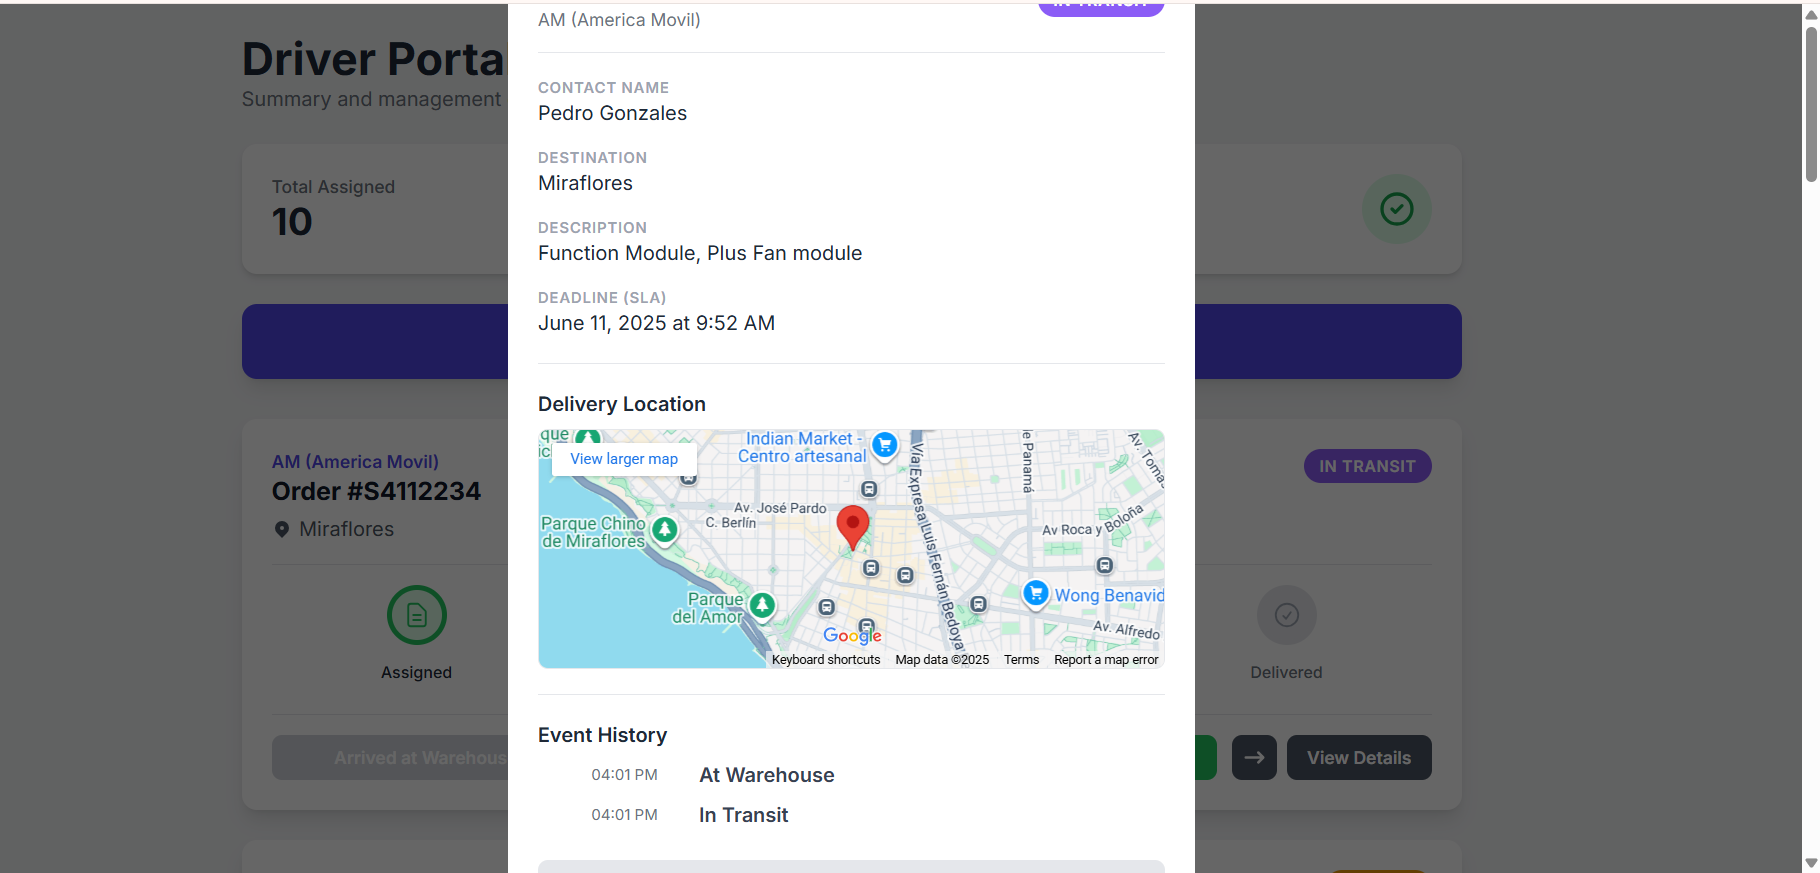 Driver Porta
Summary and management
Total Assigned
10
AM (America Movil)
Order #S4112234
Miraflores
Assigned
Arrived at Warehous
IN TRANSIT
AM (America Movil)
CONTACT NAME
Pedro Gonzales
DESTINATION
Miraflores
DESCRIPTION
Function Module, Plus Fan module
DEADLINE (SLA)
June 11, 2025 at 9:52 AM
Delivery Location
que
View larger map
Indian Market -
Centro artesanal
Av. José Pardo
C. Berlín
Parque Chino
de Miraflores
Parque
del Amor
Vía Expresa Luis Fernán Bedoya
de Panamá
Av. Tomás
Av Roca y Boloña
Wong Benavid
Av. Alfredo
Google
Keyboard shortcuts
Map data ©2025
Terms
Report a map error
Event History
04:01 PM At Warehouse
04:01 PM In Transit
IN TRANSIT
Delivered
View Details